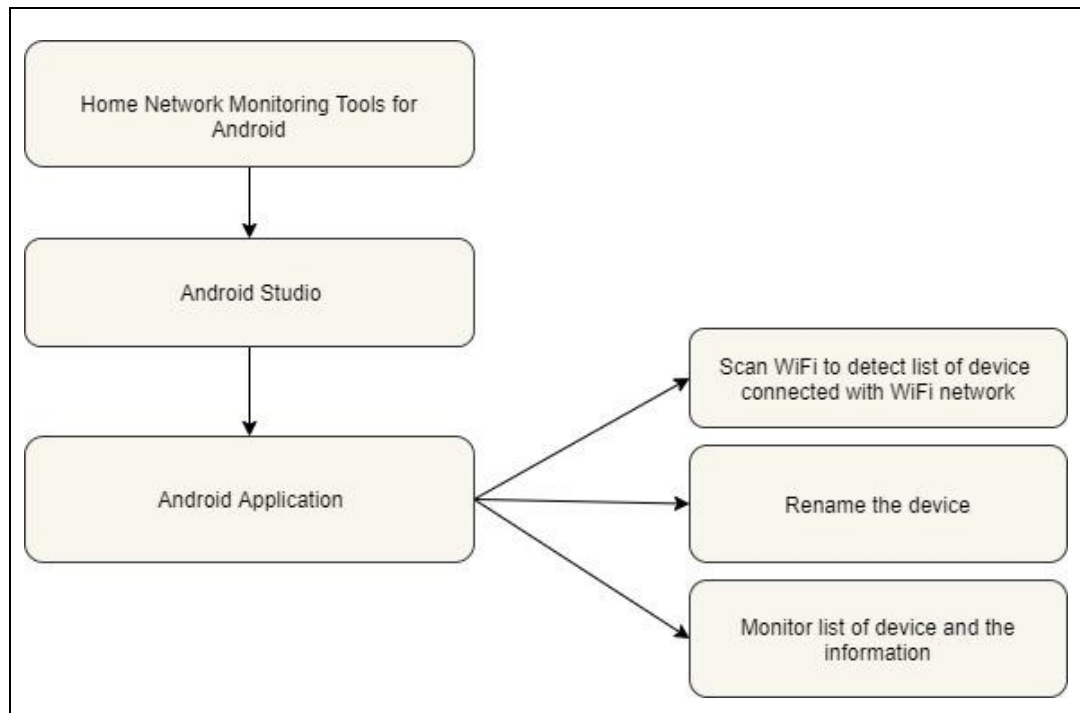 Home Network Monitoring Tools for
Android
Android Studio
Android Application
Scan WiFi to detect list of device
connected with WiFi network
Rename the device
Monitor list of device and the
information